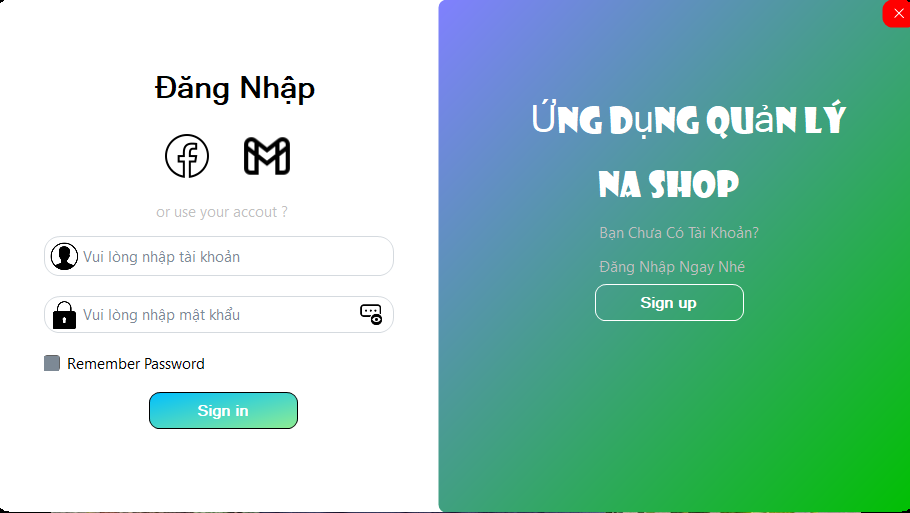 Đăng Nhập
or use your accout ?
Vui lòng nhập tài khoản
Vui lòng nhập mật khẩu
Remember Password
Sign in
ỨNG DỤNG QUẢN LÝ
NA SHOP
Bạn Chưa Có Tài Khoản?
Đăng Nhập Ngay Nhé
Sign up